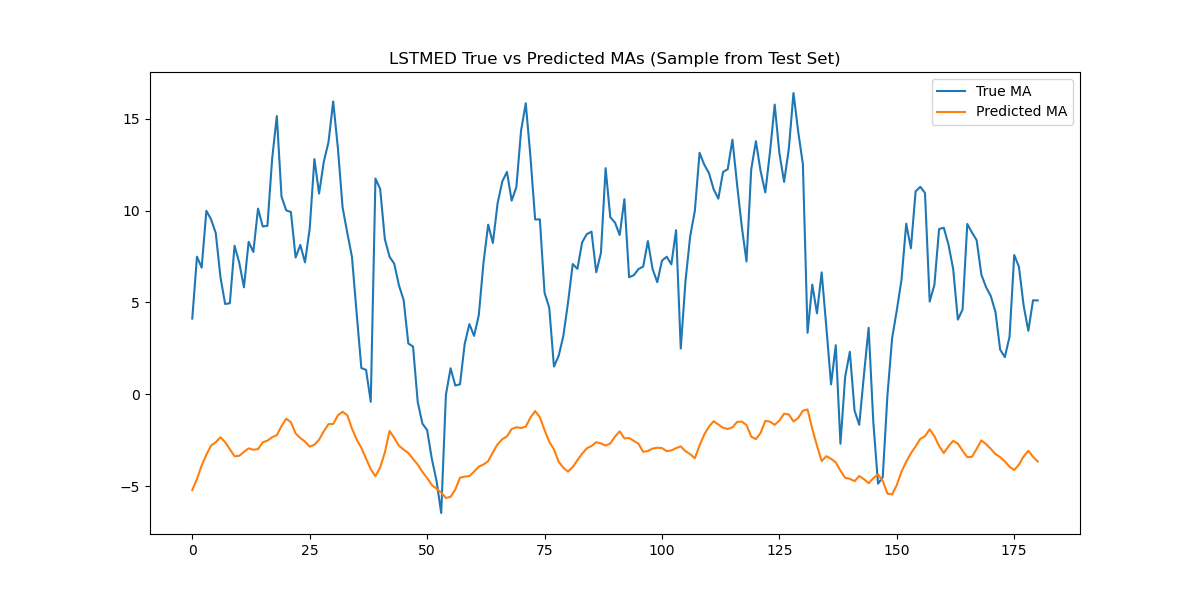 LSTMED True vs Predicted MAs (Sample from Test Set)
True MA
Predicted MA
15
10
5
0
−5
0 25 50 75 100 125 150 175